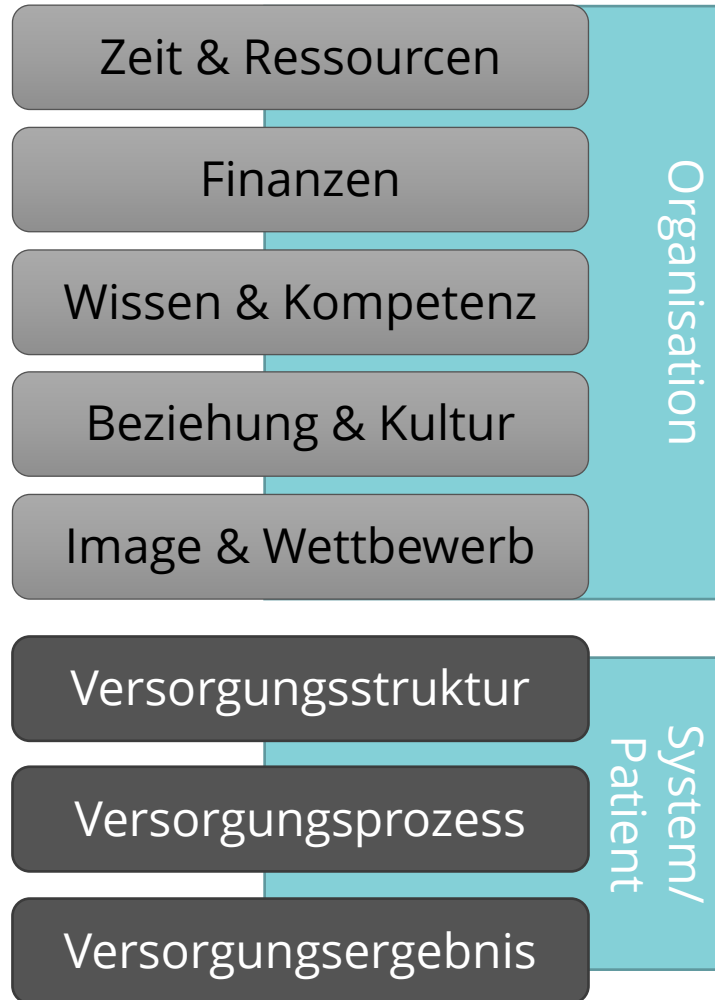 Zeit & Ressourcen
Finanzen
Wissen & Kompetenz
Beziehung & Kultur
Image & Wettbewerb
Organisation
Versorgungsstruktur
Versorgungsprozess
Versorgungsergebnis
System/
Patient